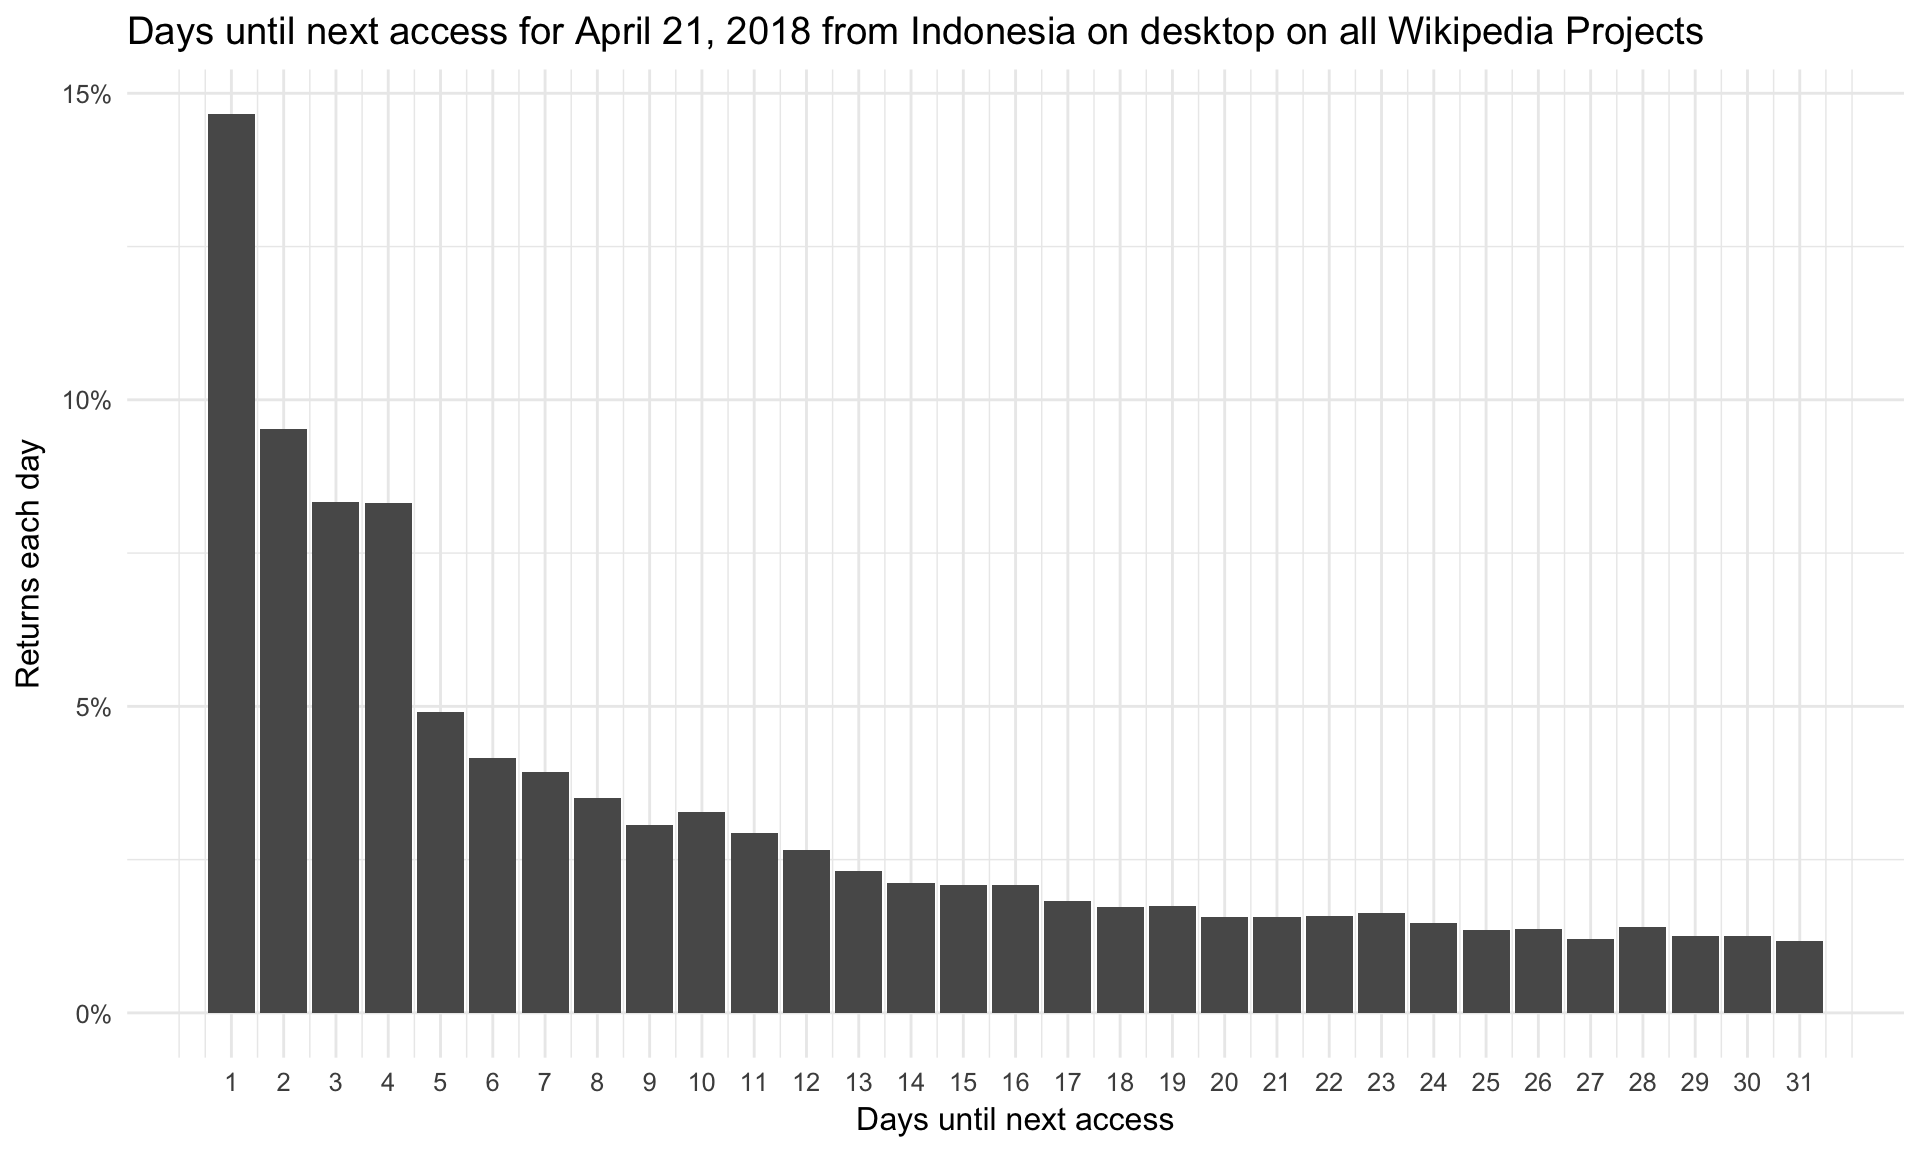 Days until next access for April 21, 2018 from Indonesia on desktop on all Wikipedia Projects
Returns each day
15%
10%
5%
0%
1 2 3 4 5 6 7 8 9 10 11 12 13 14 15 16 17 18 19 20 21 22 23 24 25 26 27 28 29 30 31
Days until next access